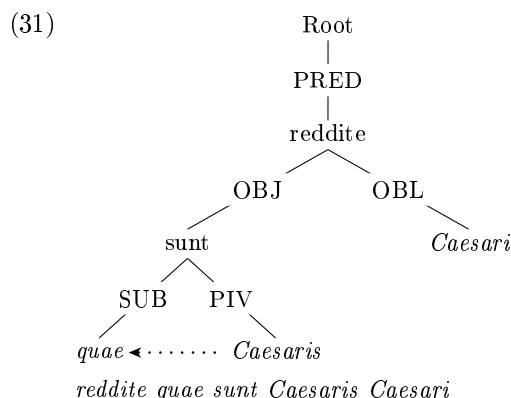 (31) Root
PRED
reddite
OBJ OBL
sunt Caesari
SUB PIV
quae Caesaris
reddite quae sunt Caesaris Caesari